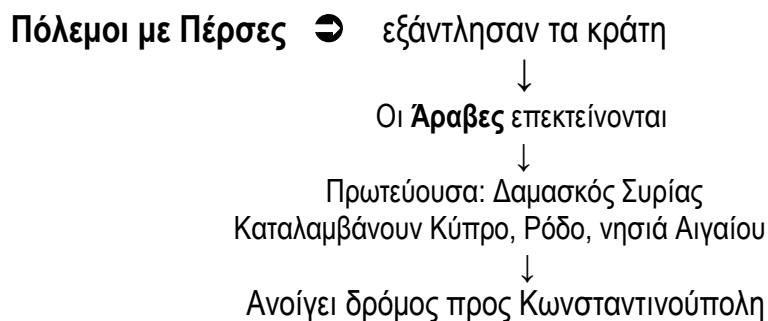 Πόλεμοι με Πέρσες ➲ εξάντλησαν τα κράτη
↓
Οι Άραβες επεκτείνονται
↓
Πρωτεύουσα: Δαμασκός Συρίας
Καταλαμβάνουν Κύπρο, Ρόδο, νησιά Αιγαίου
↓
Ανοίγει δρόμος προς Κωνσταντινούπολη